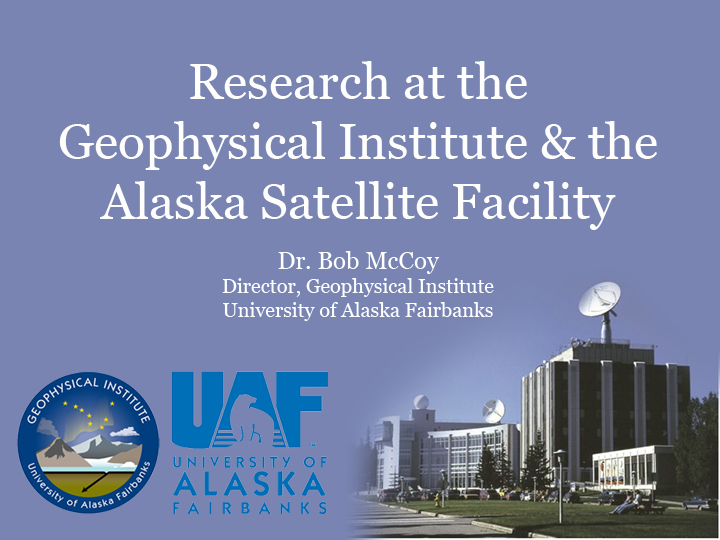 Research at the
Geophysical Institute & the
Alaska Satellite Facility
Dr. Bob McCoy
Director, Geophysical Institute
University of Alaska Fairbanks
GEOPHYSICAL INSTITUTE
University of Alaska Fairbanks
UAF
UNIVERSITY OF
ALASKA
FAIRBANKS